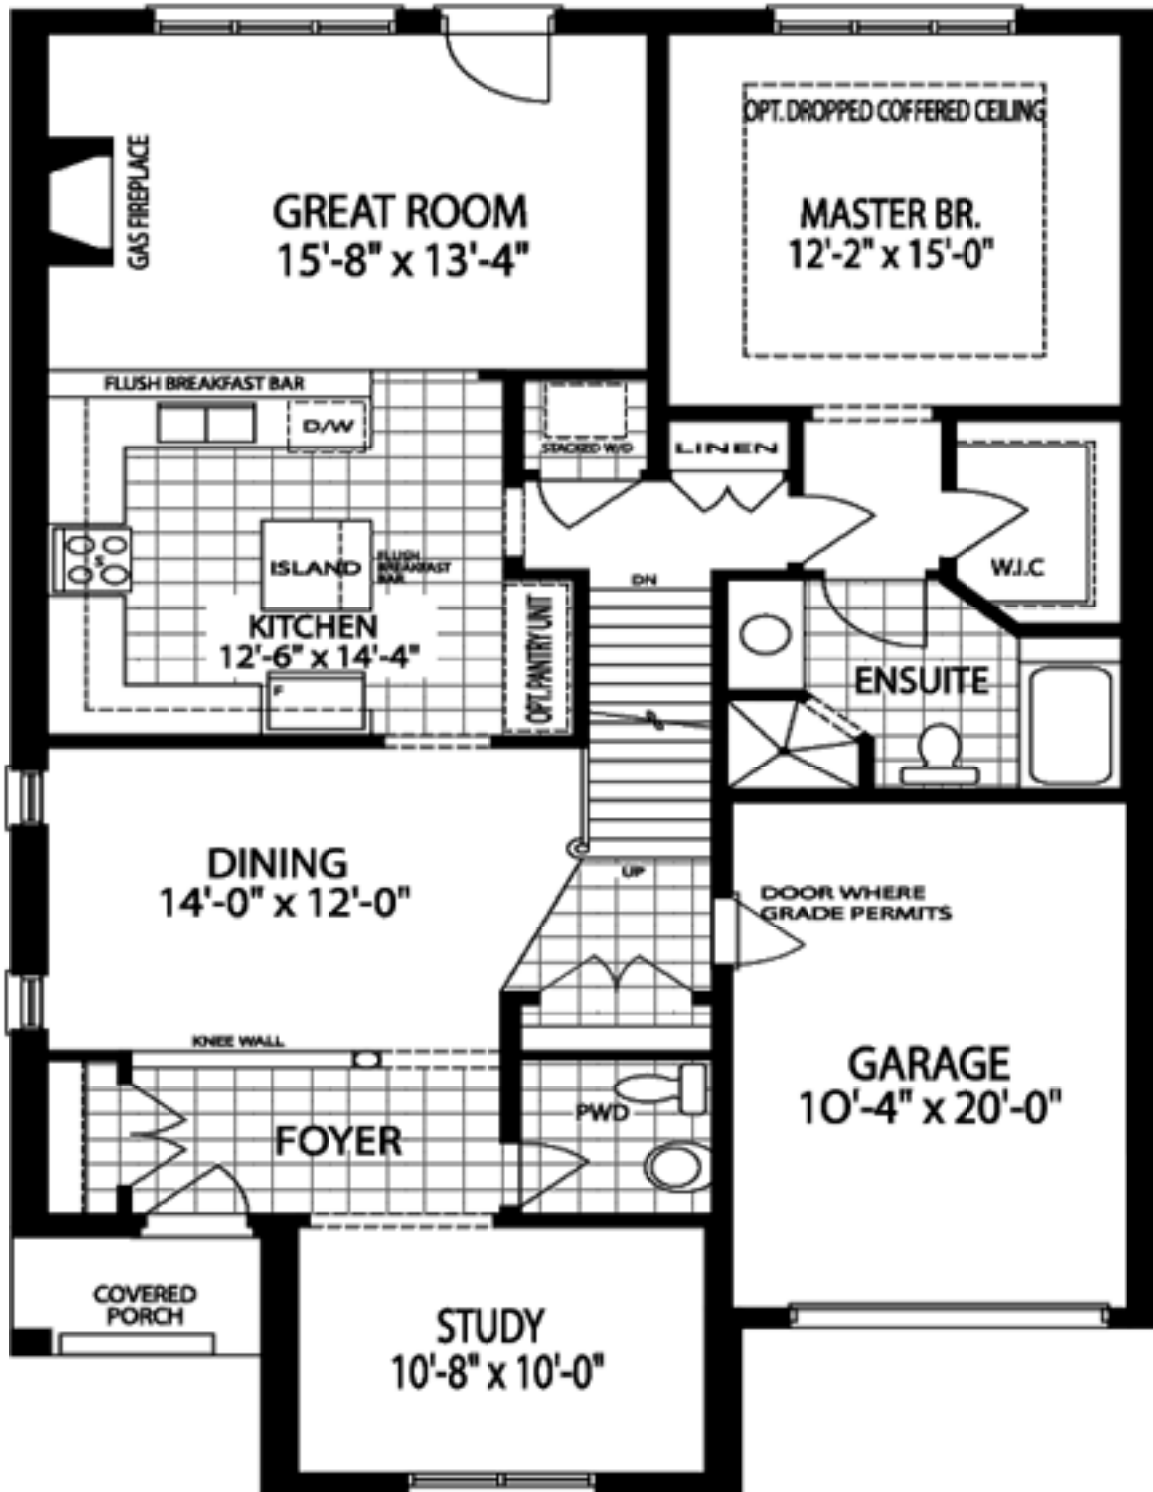 OPT. DROPPED COFFERED CEILING
GAS FIREPLACE
GREAT ROOM
15'-8" x 13'-4"
MASTER BR.
12'-2" x 15'-0"
FLUSH BREAKFAST BAR
D/W
STACKED W/D
LINEN
S
ISLAND
FLUSH
BREAKFAST
BAR
DN
W.I.C
KITCHEN
12'-6" x 14'-4"
OPT. PANTRY UNIT
F
ENSUITE
DINING
14'-0" x 12'-0"
UP
DOOR WHERE
GRADE PERMITS
KNEE WALL
GARAGE
10'-4" x 20'-0"
PWD
FOYER
COVERED
PORCH
STUDY
10'-8" x 10'-0"